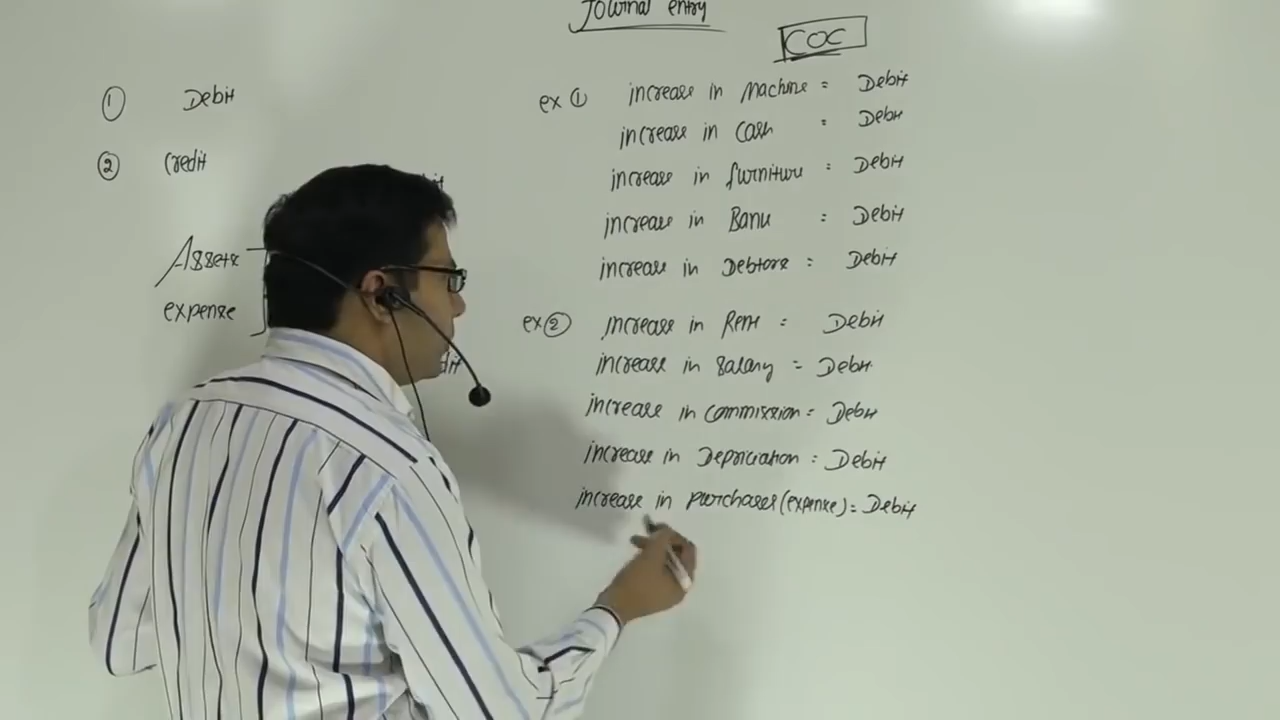 Journal entry
COC
① Debit
② Credit
Assets
expense
ex ① increase in Machine = Debit
increase in Cash : Debit
increase in furniture : Debit
increase in Bank : Debit
increase in Debtors : Debit
ex ② increase in Rent = Debit
increase in Salary = Debit
increase in Commission = Debit
increase in Depriciation = Debit
increase in purchases (expense) = Debit